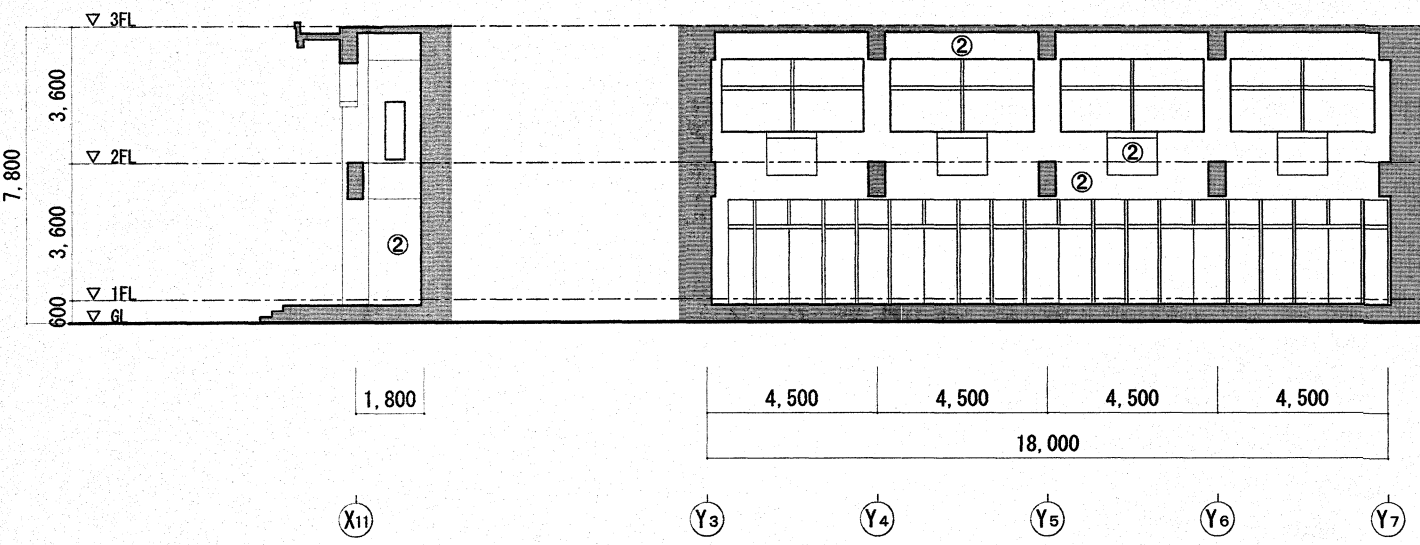 ▽ 3FL
3,600
▽ 2FL
7,800
3,600
▽ 1FL
600
▽ GL
②
②
②
②
1,800
4,500 4,500 4,500 4,500
18,000
X11 Y3 Y4 Y5 Y6 Y7